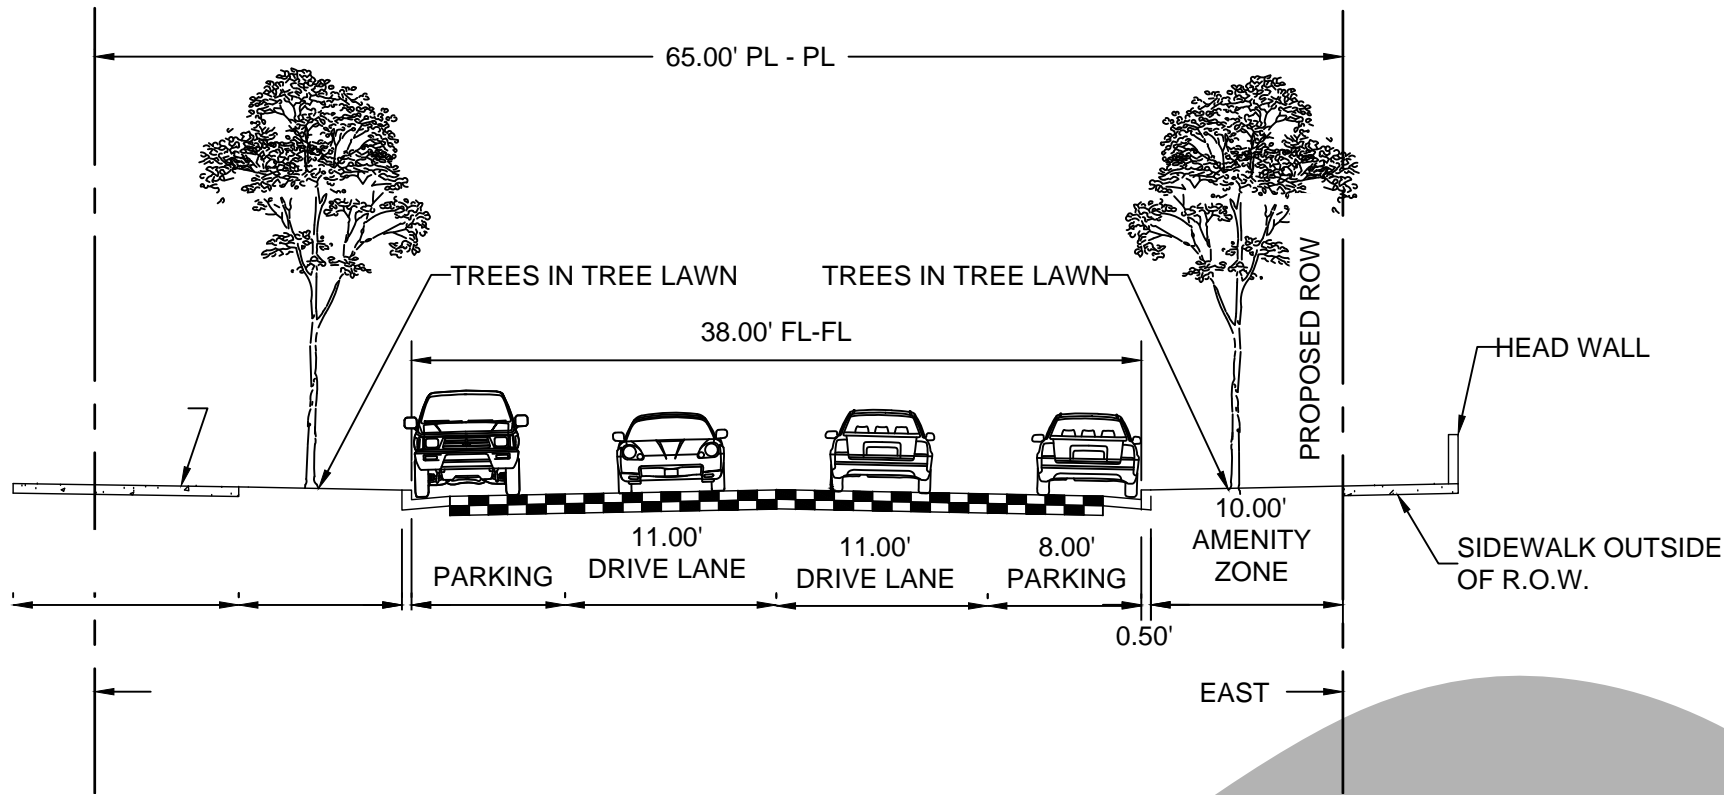 65.00' PL - PL
TREES IN TREE LAWN
TREES IN TREE LAWN
38.00' FL-FL
PROPOSED ROW
HEAD WALL
PARKING
11.00'
DRIVE LANE
11.00'
DRIVE LANE
8.00'
PARKING
10.00'
AMENITY
ZONE
SIDEWALK OUTSIDE
OF R.O.W.
0.50'
EAST